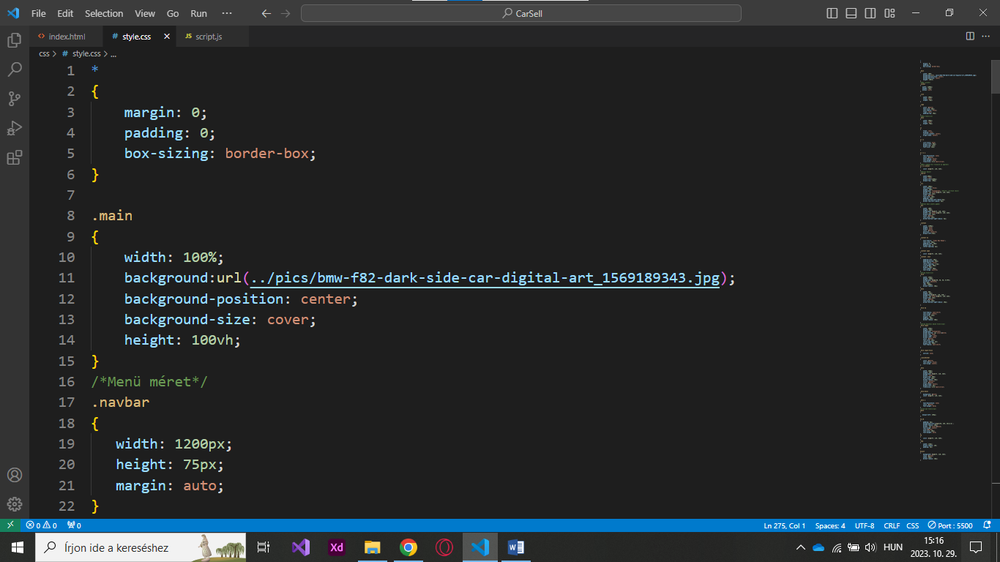 File Edit Selection View Go Run ··· CarSell
index.html # style.css JS script.js
css > # style.css > ...
1 *
2 {
3 margin: 0;
4 padding: 0;
5 box-sizing: border-box;
6 }
7
8 .main
9 {
10 width: 100%;
11 background:url(../pics/bmw-f82-dark-side-car-digital-art_1569189343.jpg);
12 background-position: center;
13 background-size: cover;
14 height: 100vh;
15 }
16 /*Menü méret*/
17 .navbar
18 {
19 width: 1200px;
20 height: 75px;
21 margin: auto;
22 }
0 0 0 Ln 275, Col 1 Spaces: 4 UTF-8 CRLF CSS Port : 5500
Írjon ide a kereséshez Xd W HUN 15:16
2023. 10. 29.